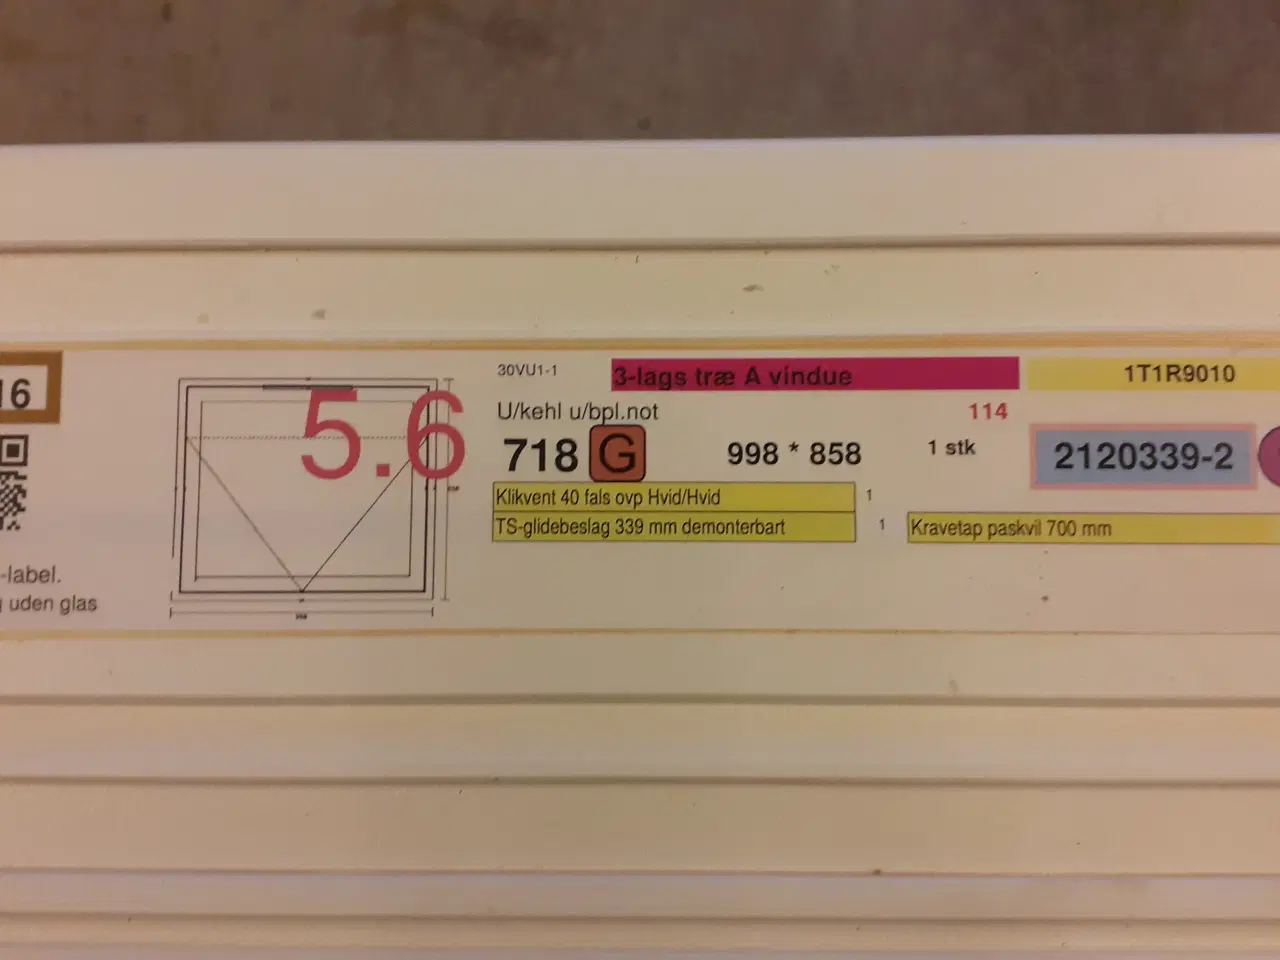 16
-label.
uden glas
5.6
30VU1-1
3-lags træ A vindue
1T1R9010
U/kehl u/bpl.not
114
718 G
998 * 858
1 stk
2120339-2
Klikvent 40 fals ovp Hvid/Hvid 1
TS-glidebeslag 339 mm demonterbart 1
Kravetap paskvil 700 mm